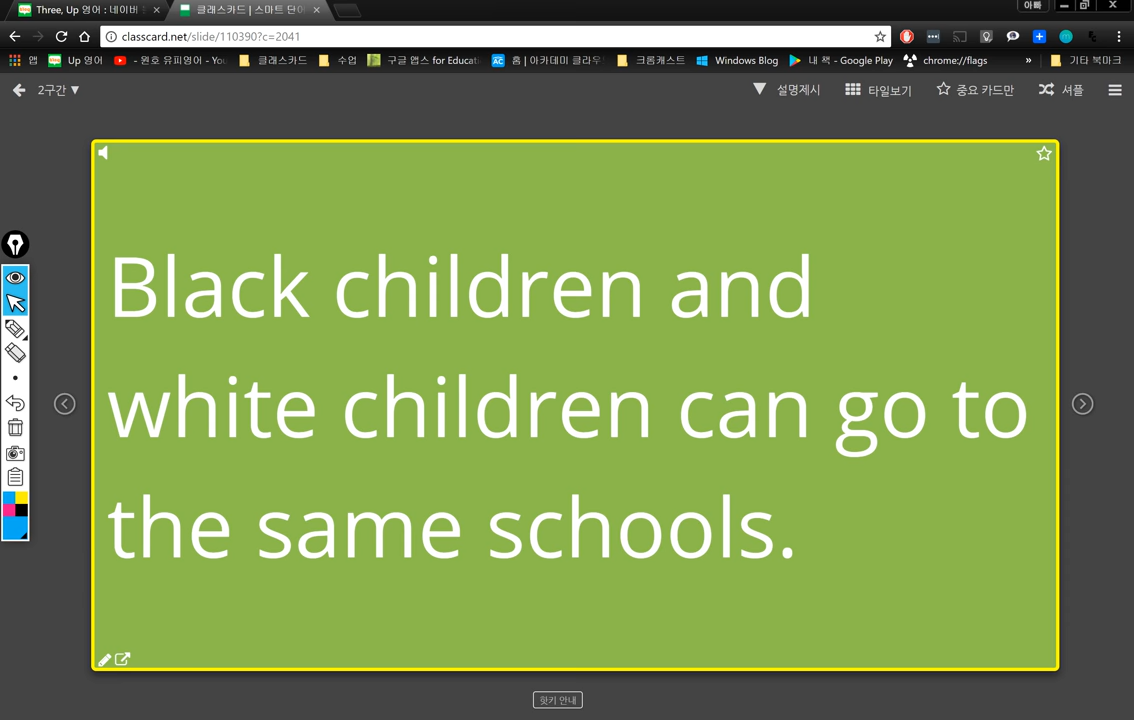 Three, Up 영어 : 네이버
클래스카드 | 스마트 단어
아빠
classcard.net/slide/110390?c=2041
앱
Up 영어
- 원호 유피영어 - You
클래스카드
수업
구글 앱스 for Educati
홈 | 아카데미 클라우
크롬캐스트
Windows Blog
내 책 - Google Play
chrome://flags
»
기타 북마크
2구간 ▼
설명제시
타일보기
중요 카드만
셔플
Black children and
white children can go to
the same schools.
핫키 안내